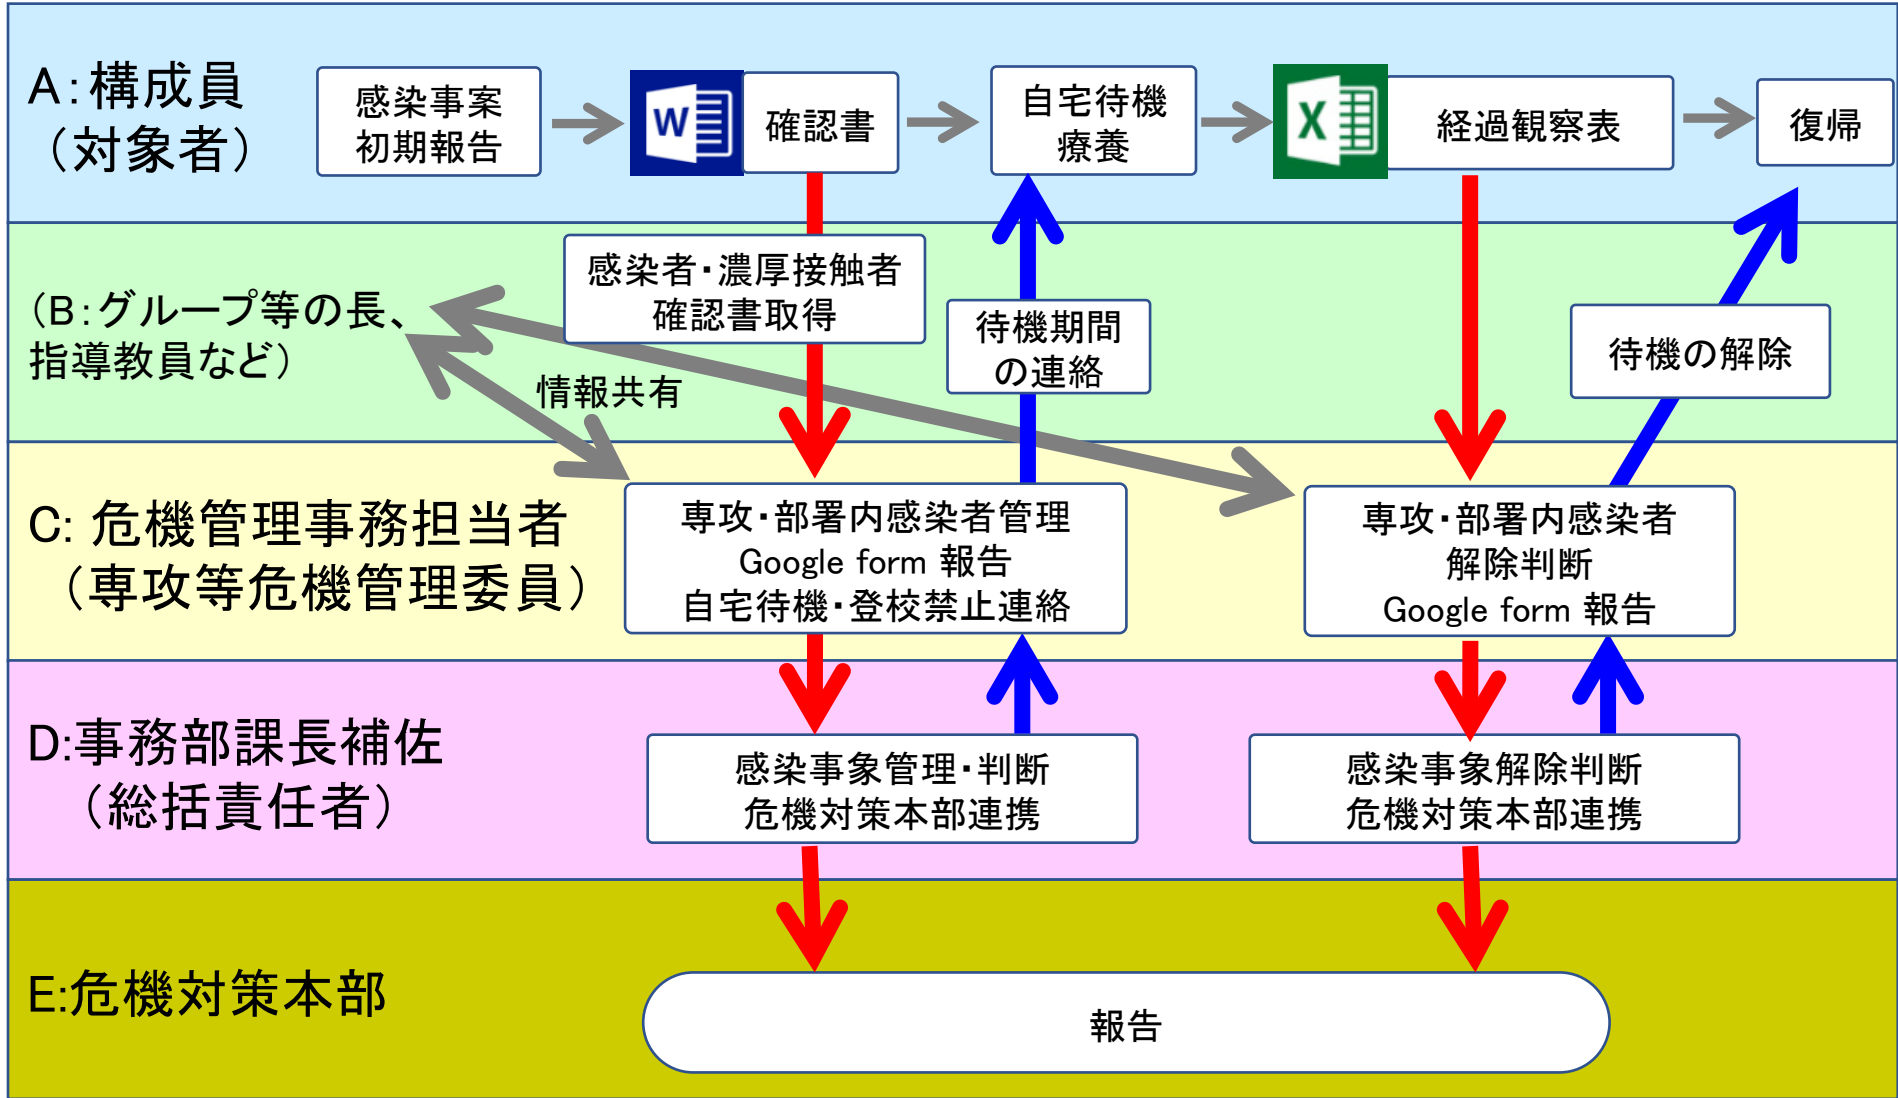 A：構成員
（対象者）
感染事案
初期報告
W
確認書
自宅待機
療養
X
経過観察表
復帰
（B：グループ等の長、
指導教員など）
感染者・濃厚接触者
確認書取得
情報共有
待機期間
の連絡
待機の解除
C: 危機管理事務担当者
（専攻等危機管理委員）
専攻・部署内感染者管理
Google form 報告
自宅待機・登校禁止連絡
専攻・部署内感染者
解除判断
Google form 報告
D:事務部課長補佐
（総括責任者）
感染事象管理・判断
危機対策本部連携
感染事象解除判断
危機対策本部連携
E:危機対策本部
報告